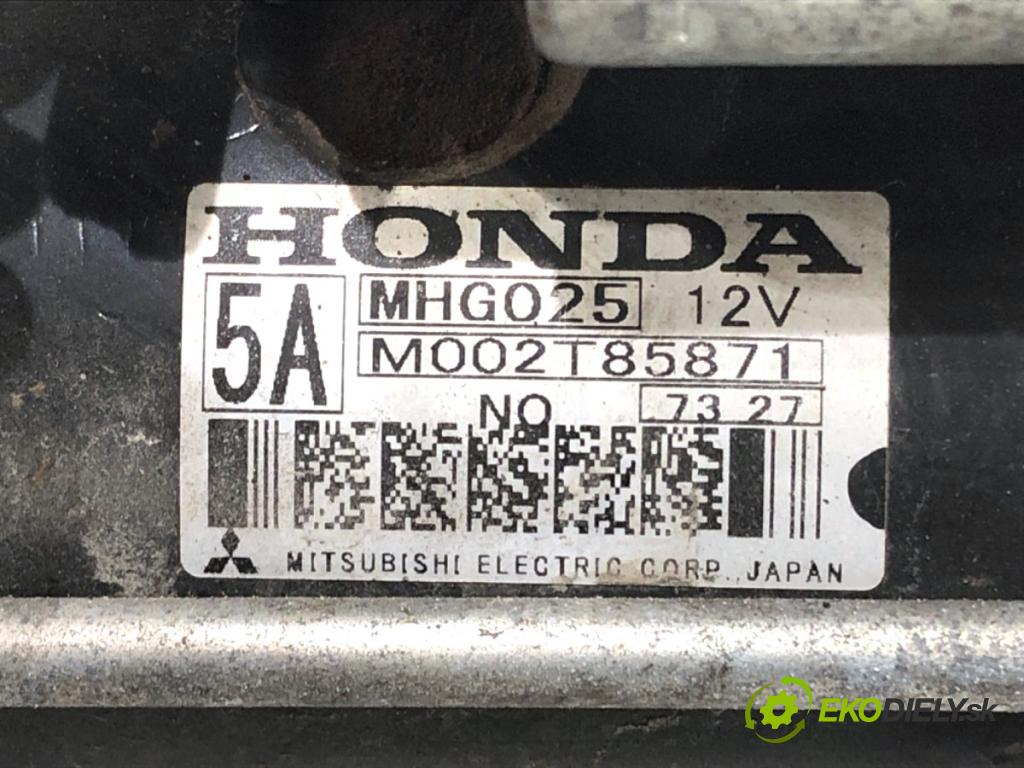 HONDA
5A MHG025 12V
M002T85871
NO 73 27
MITSUBISHI ELECTRIC CORP., JAPAN
EKODIELY.sk